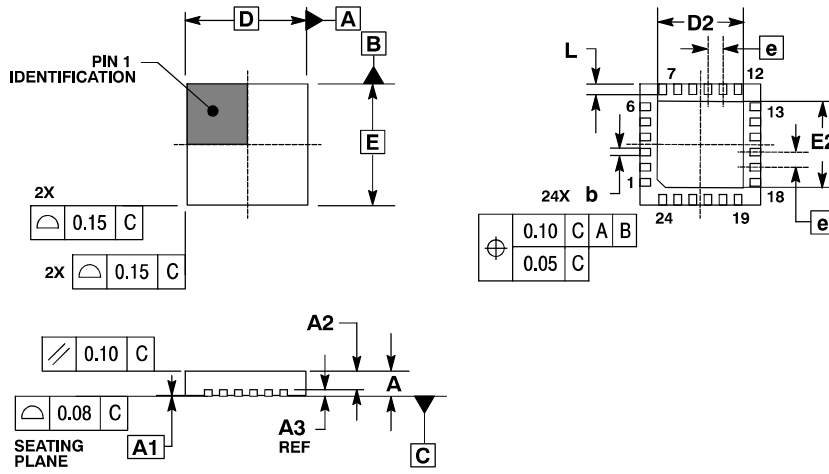 D
A
B
PIN 1
IDENTIFICATION
E
2X
0.15 C
2X 0.15 C
D2
L
e
7 12
6 13
E2
1 18
24X b
24 19
e
0.10 C A B
0.05 C
A2
0.10 C
A
0.08 C
A3
REF
SEATING
PLANE
A1
C